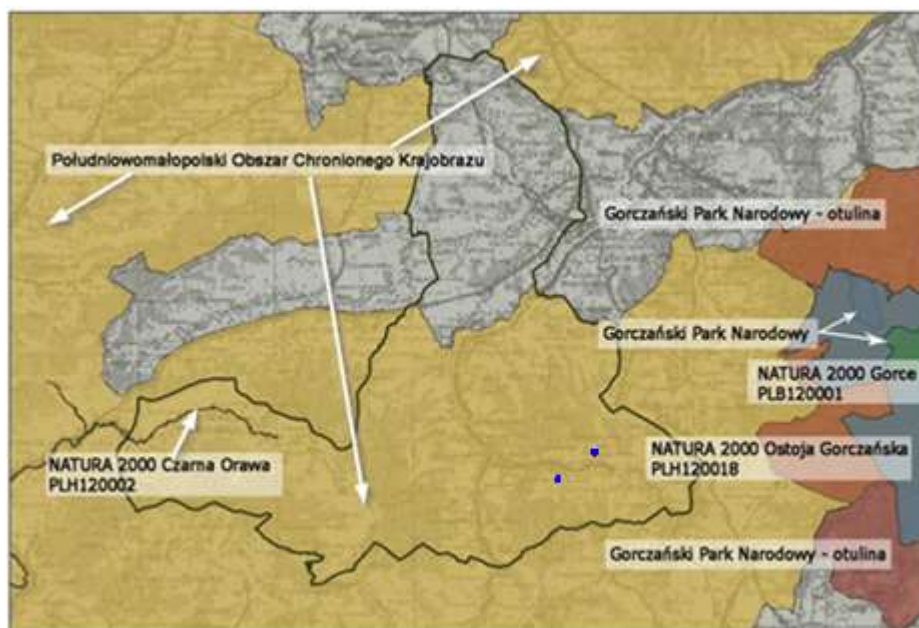 Południowomałopolski Obszar Chronionego Krajobrazu
Gorczański Park Narodowy - otulina
Gorczański Park Narodowy
NATURA 2000 Gorce
PLB120001
NATURA 2000 Czarna Orawa
PLH120002
NATURA 2000 Ostoja Gorczańska
PLH120018
Gorczański Park Narodowy - otulina